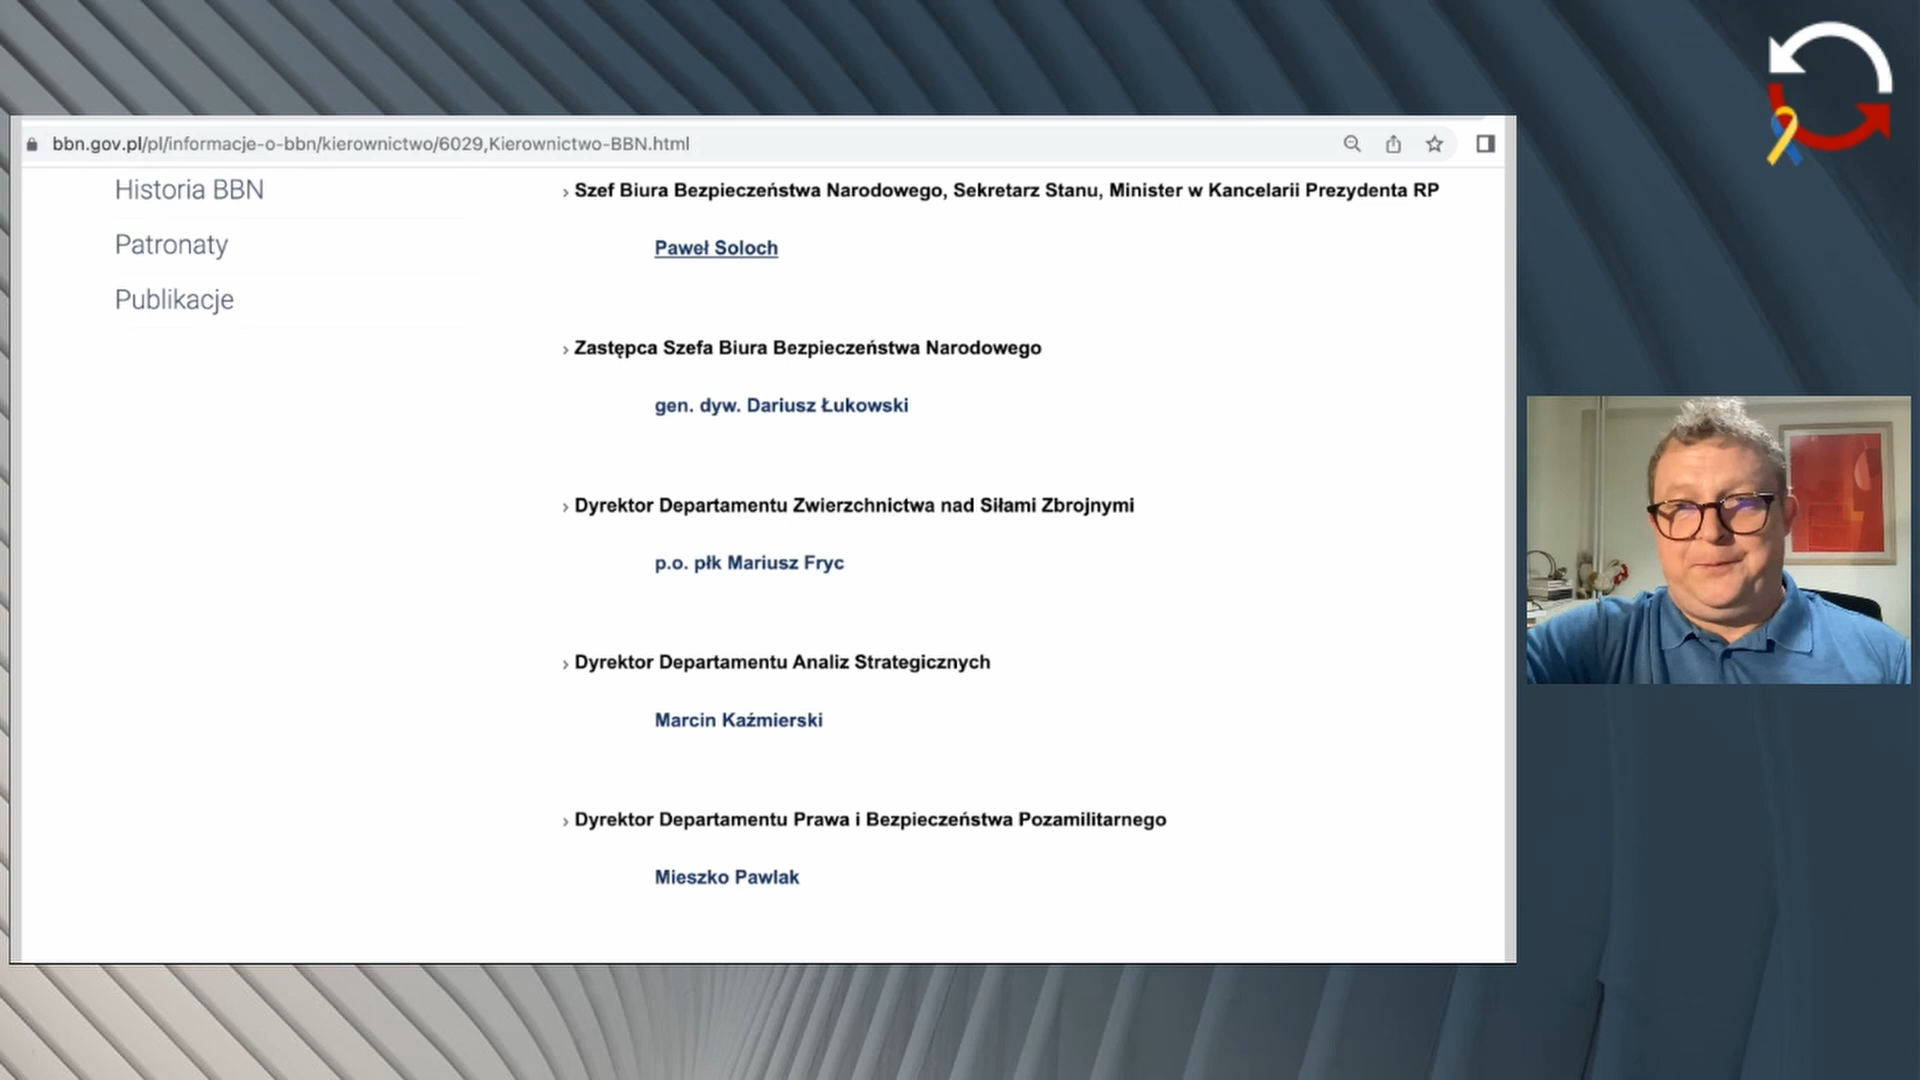 bbn.gov.pl/pl/informacje-o-bbn/kierownictwo/6029,Kierownictwo-BBN.html
Historia BBN
Patronaty
Publikacje
› Szef Biura Bezpieczeństwa Narodowego, Sekretarz Stanu, Minister w Kancelarii Prezydenta RP
Paweł Soloch
› Zastępca Szefa Biura Bezpieczeństwa Narodowego
gen. dyw. Dariusz Łukowski
› Dyrektor Departamentu Zwierzchnictwa nad Siłami Zbrojnymi
p.o. płk Mariusz Fryc
› Dyrektor Departamentu Analiz Strategicznych
Marcin Kaźmierski
› Dyrektor Departamentu Prawa i Bezpieczeństwa Pozamilitarnego
Mieszko Pawlak